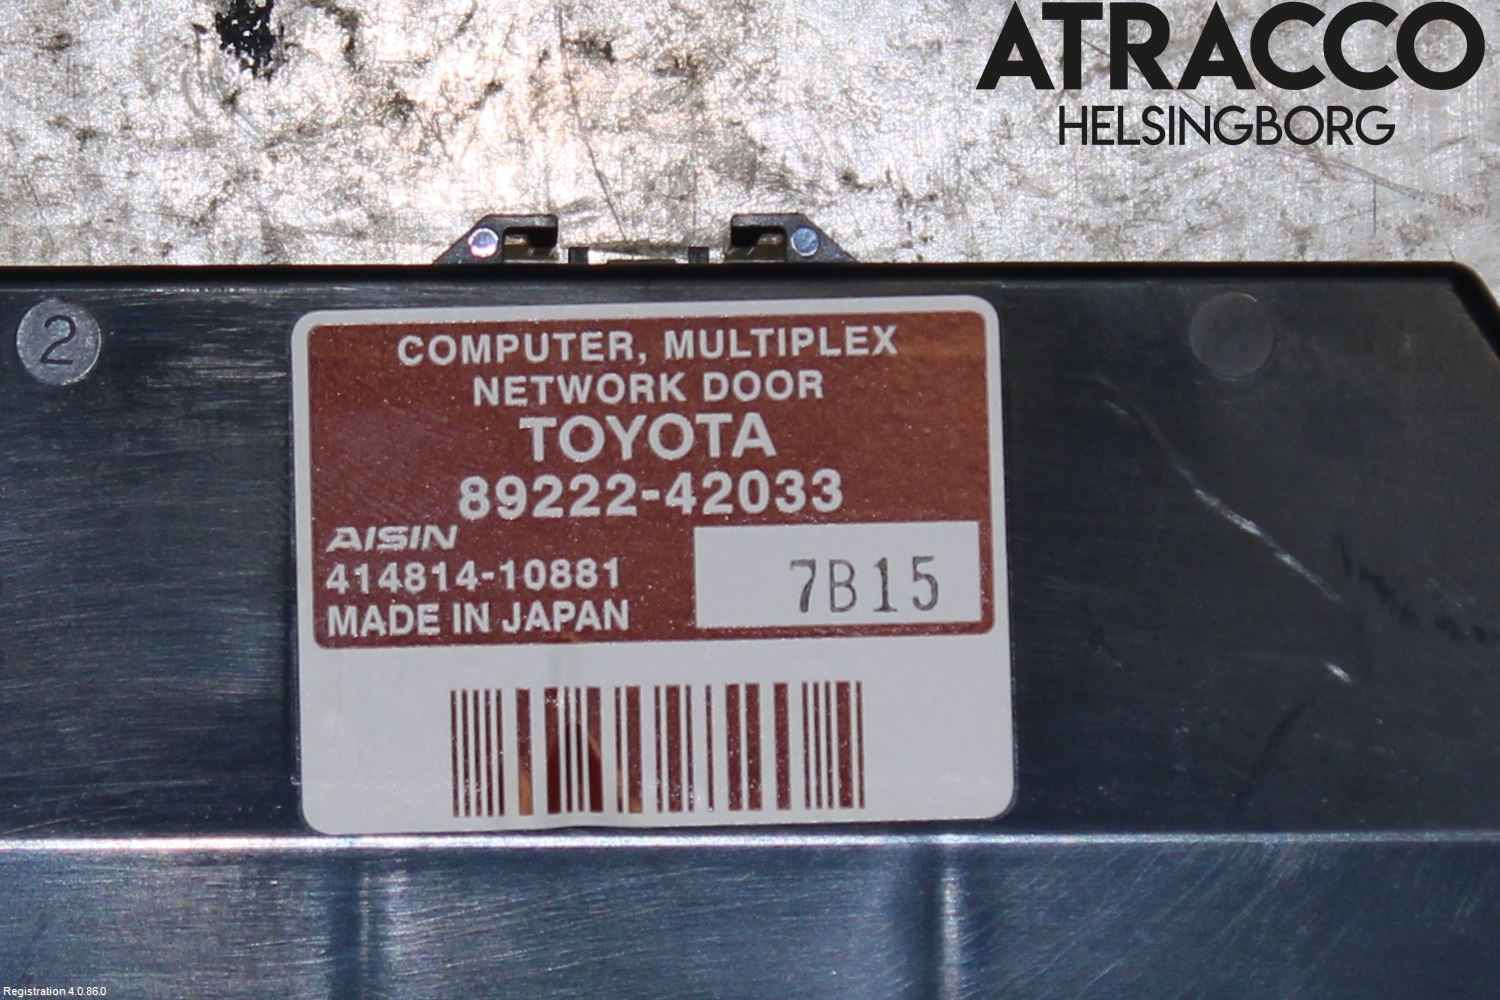 ATRACCO
HELSINGBORG
2
COMPUTER, MULTIPLEX
NETWORK DOOR
TOYOTA
89222-42033
AISIN
414814-10881
MADE IN JAPAN
7B15
Registration 4.0.86.0